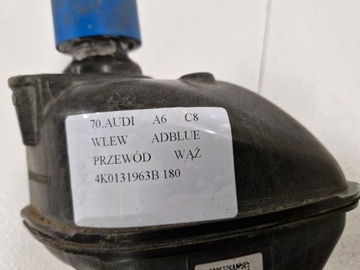 70.AUDI A6 C8
WLEW ADBLUE
PRZEWÓD WĄŻ
4K0131963B 180